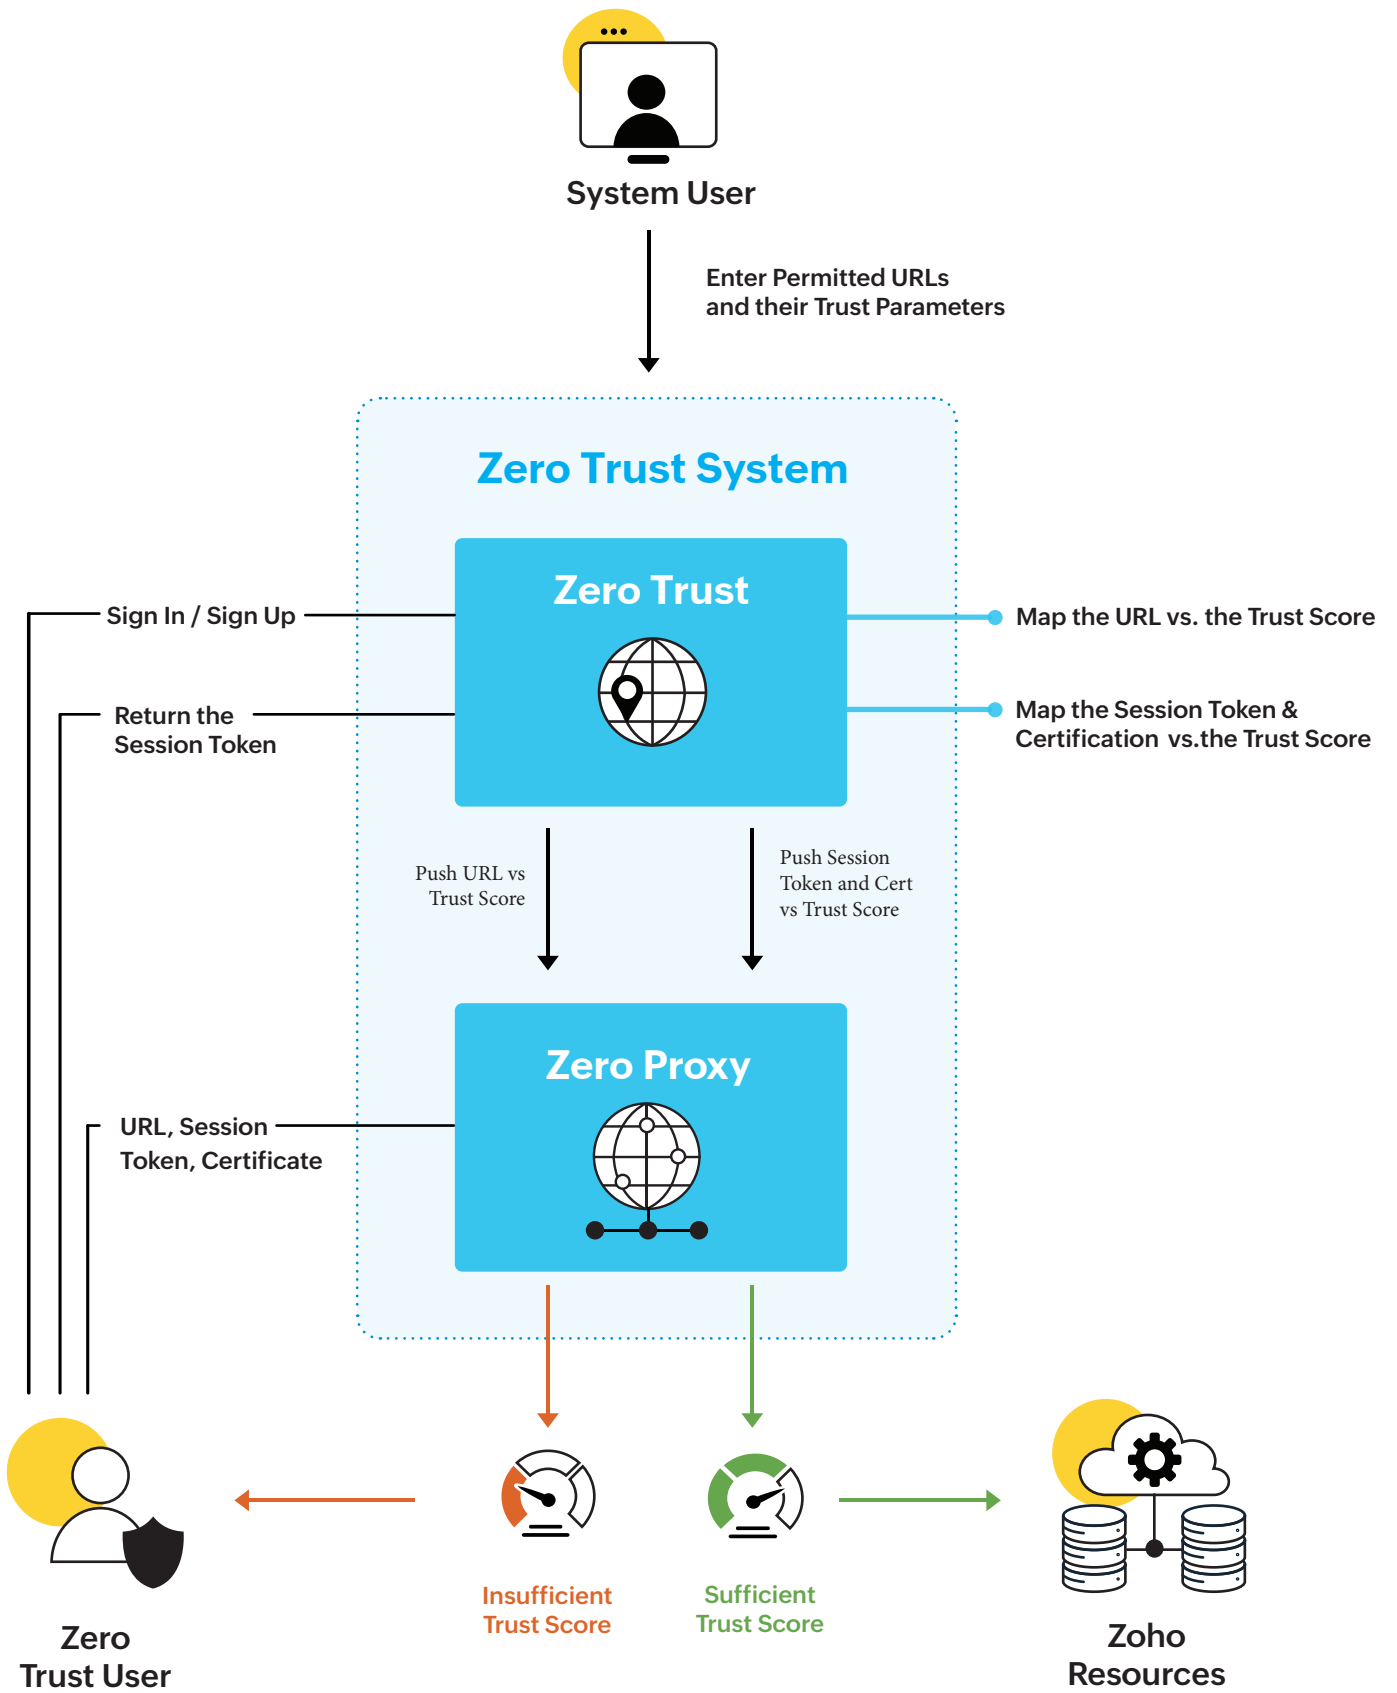 System User
Enter Permitted URLs
and their Trust Parameters
Zero Trust System
Zero Trust
Sign In / Sign Up
Map the URL vs. the Trust Score
Return the
Session Token
Map the Session Token &
Certification vs.the Trust Score
Push URL vs
Trust Score
Push Session
Token and Cert
vs Trust Score
Zero Proxy
URL, Session
Token, Certificate
Insufficient
Trust Score
Sufficient
Trust Score
Zero
Trust User
Zoho
Resources